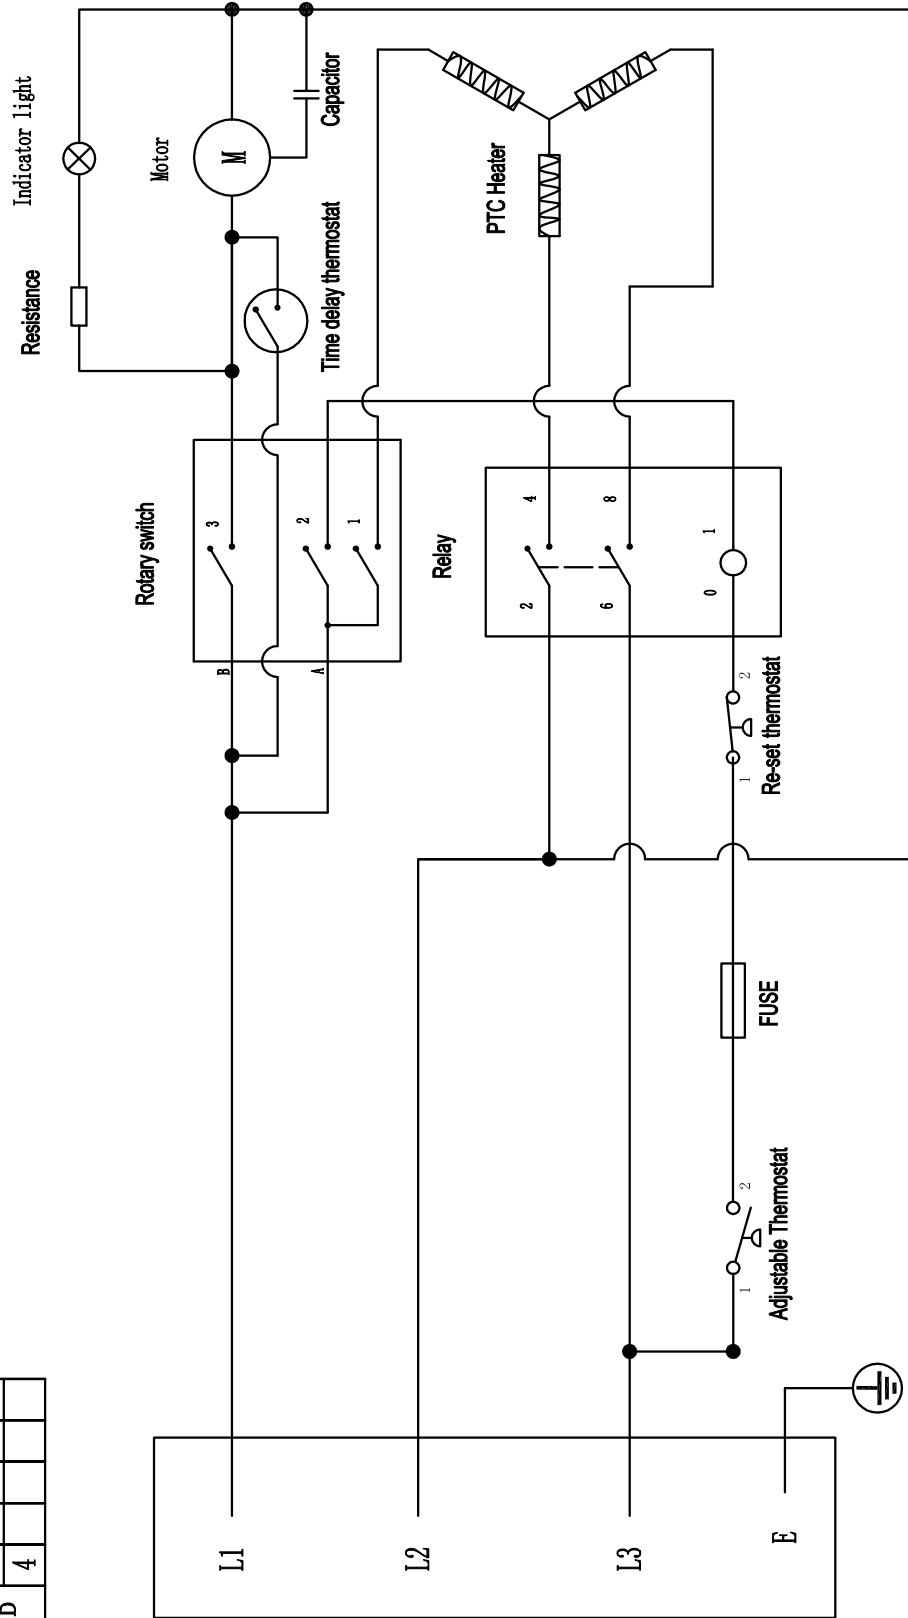 Indicator light
Resistance
Motor
M
Capacitor
Time delay thermostat
PTC Heater
Rotary switch
3
2
1
B
A
Relay
4
8
1
2
6
0
Re-set thermostat
1
2
FUSE
Adjustable Thermostat
1
2
L1
L2
L3
E
D
4